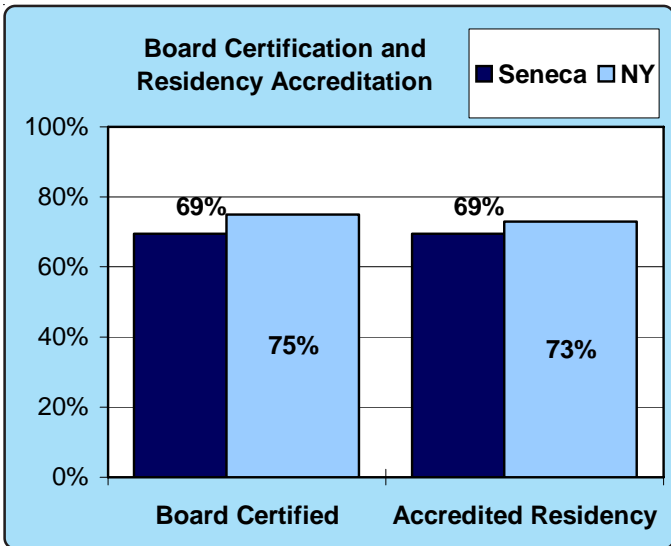 Board Certification and
Residency Accreditation
Seneca NY
100%
80%
60%
40%
20%
0%
69%
75%
69%
73%
Board Certified Accredited Residency